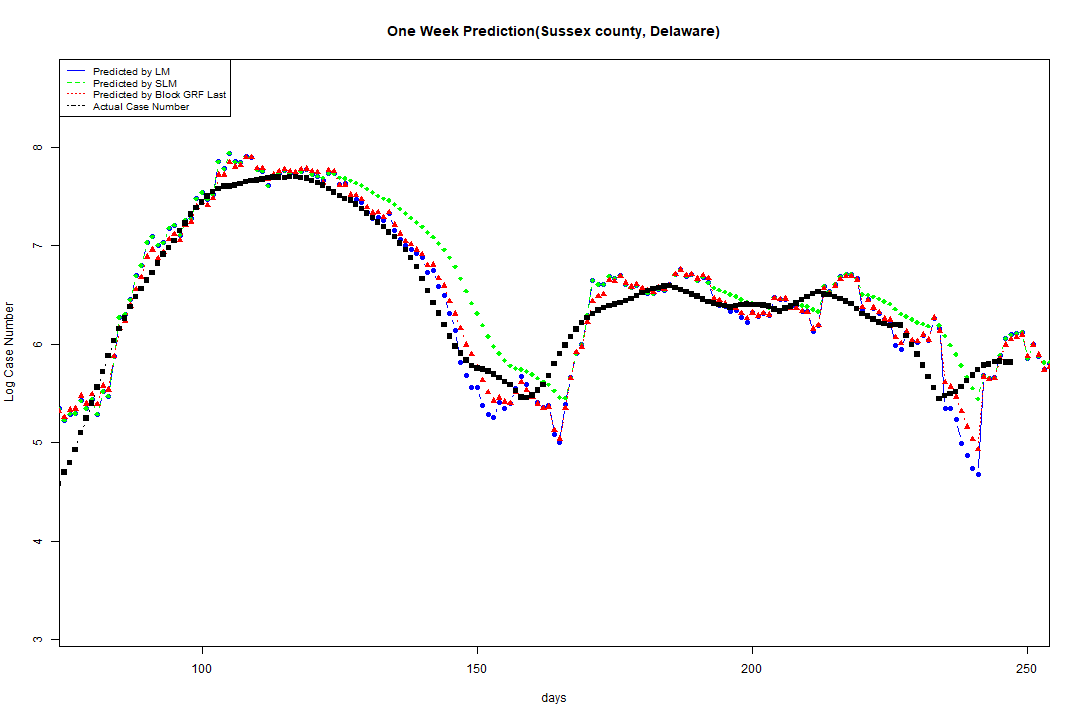 One Week Prediction(Sussex county, Delaware)
Predicted by LM
Predicted by SLM
Predicted by Block GRF Last
Actual Case Number
8
7
6
5
4
3
Log Case Number
100 150 200 250
days